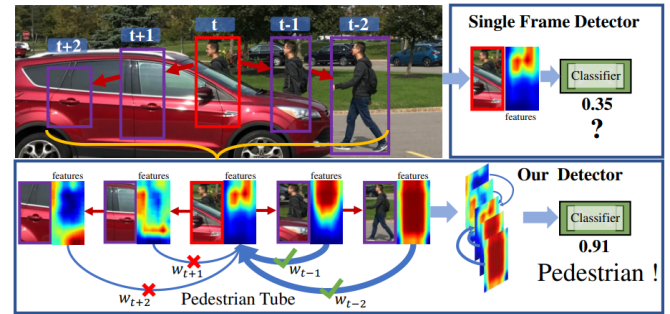 t+2 t+1 t t-1 t-2
Single Frame Detector
features
Classifier
0.35
?
features features features features features
w_{t+2} w_{t+1} w_{t-1} w_{t-2}
Pedestrian Tube
Our Detector
Classifier
0.91
Pedestrian !